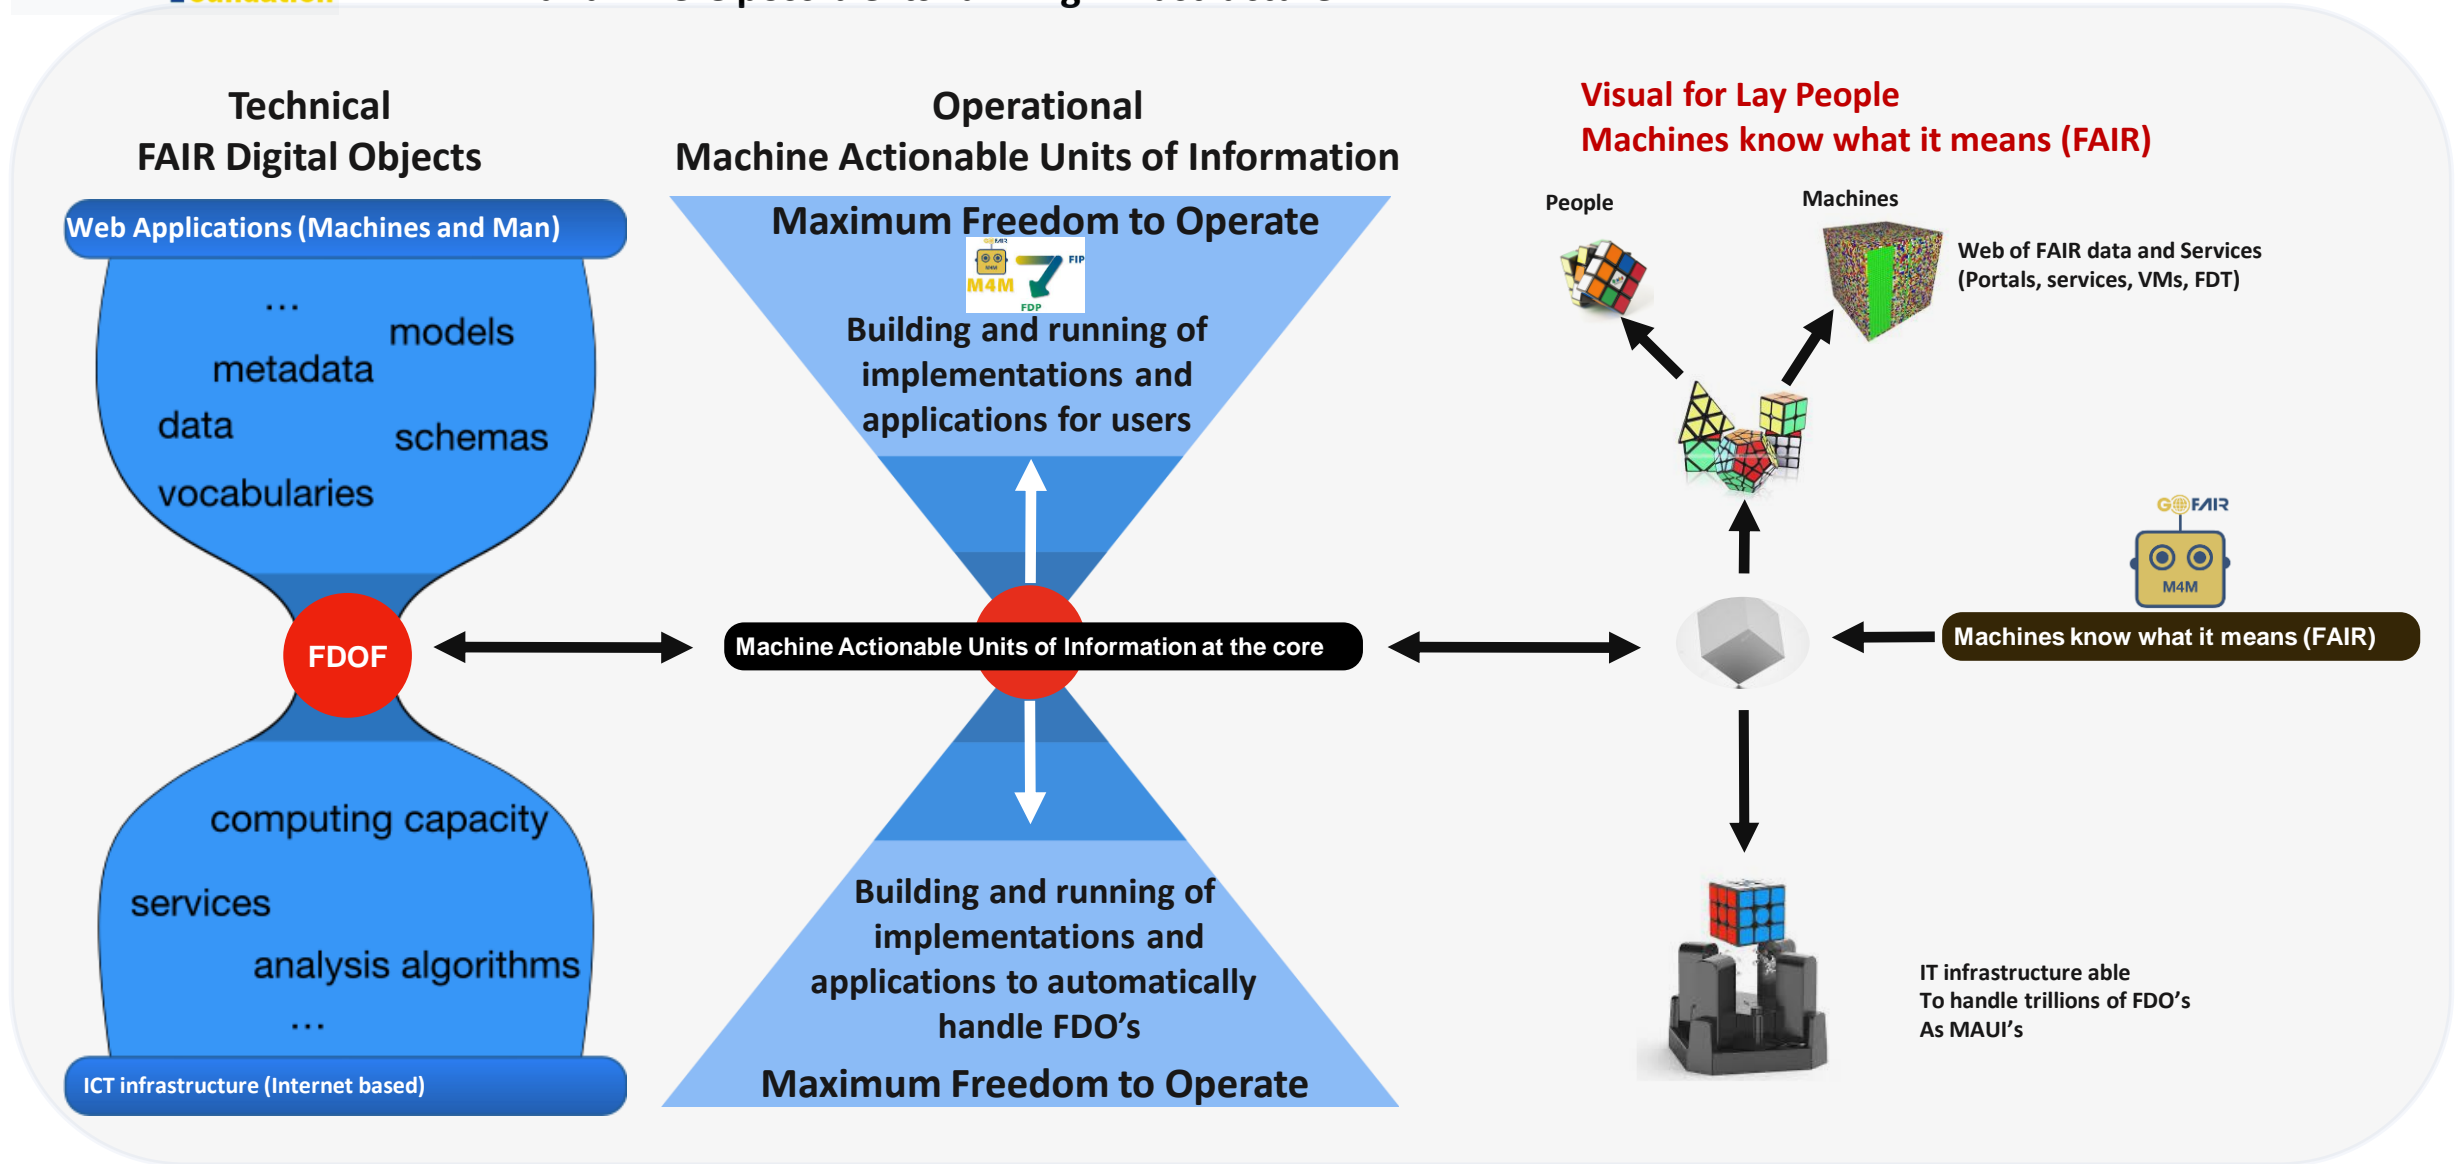 Technical
FAIR Digital Objects
Web Applications (Machines and Man)
...
models
metadata
data
schemas
vocabularies
FDOF
computing capacity
services
analysis algorithms
...
ICT infrastructure (Internet based)
Operational
Machine Actionable Units of Information
Maximum Freedom to Operate
GO FAIR
M4M
FIP
M4M
FDP
Building and running of
implementations and
applications for users
Machine Actionable Units of Information at the core
Building and running of
implementations and
applications to automatically
handle FDO’s
Maximum Freedom to Operate
Visual for Lay People
Machines know what it means (FAIR)
People
Machines
Web of FAIR data and Services
(Portals, services, VMs, FDT)
GO FAIR
M4M
Machines know what it means (FAIR)
IT infrastructure able
To handle trillions of FDO’s
As MAUI’s